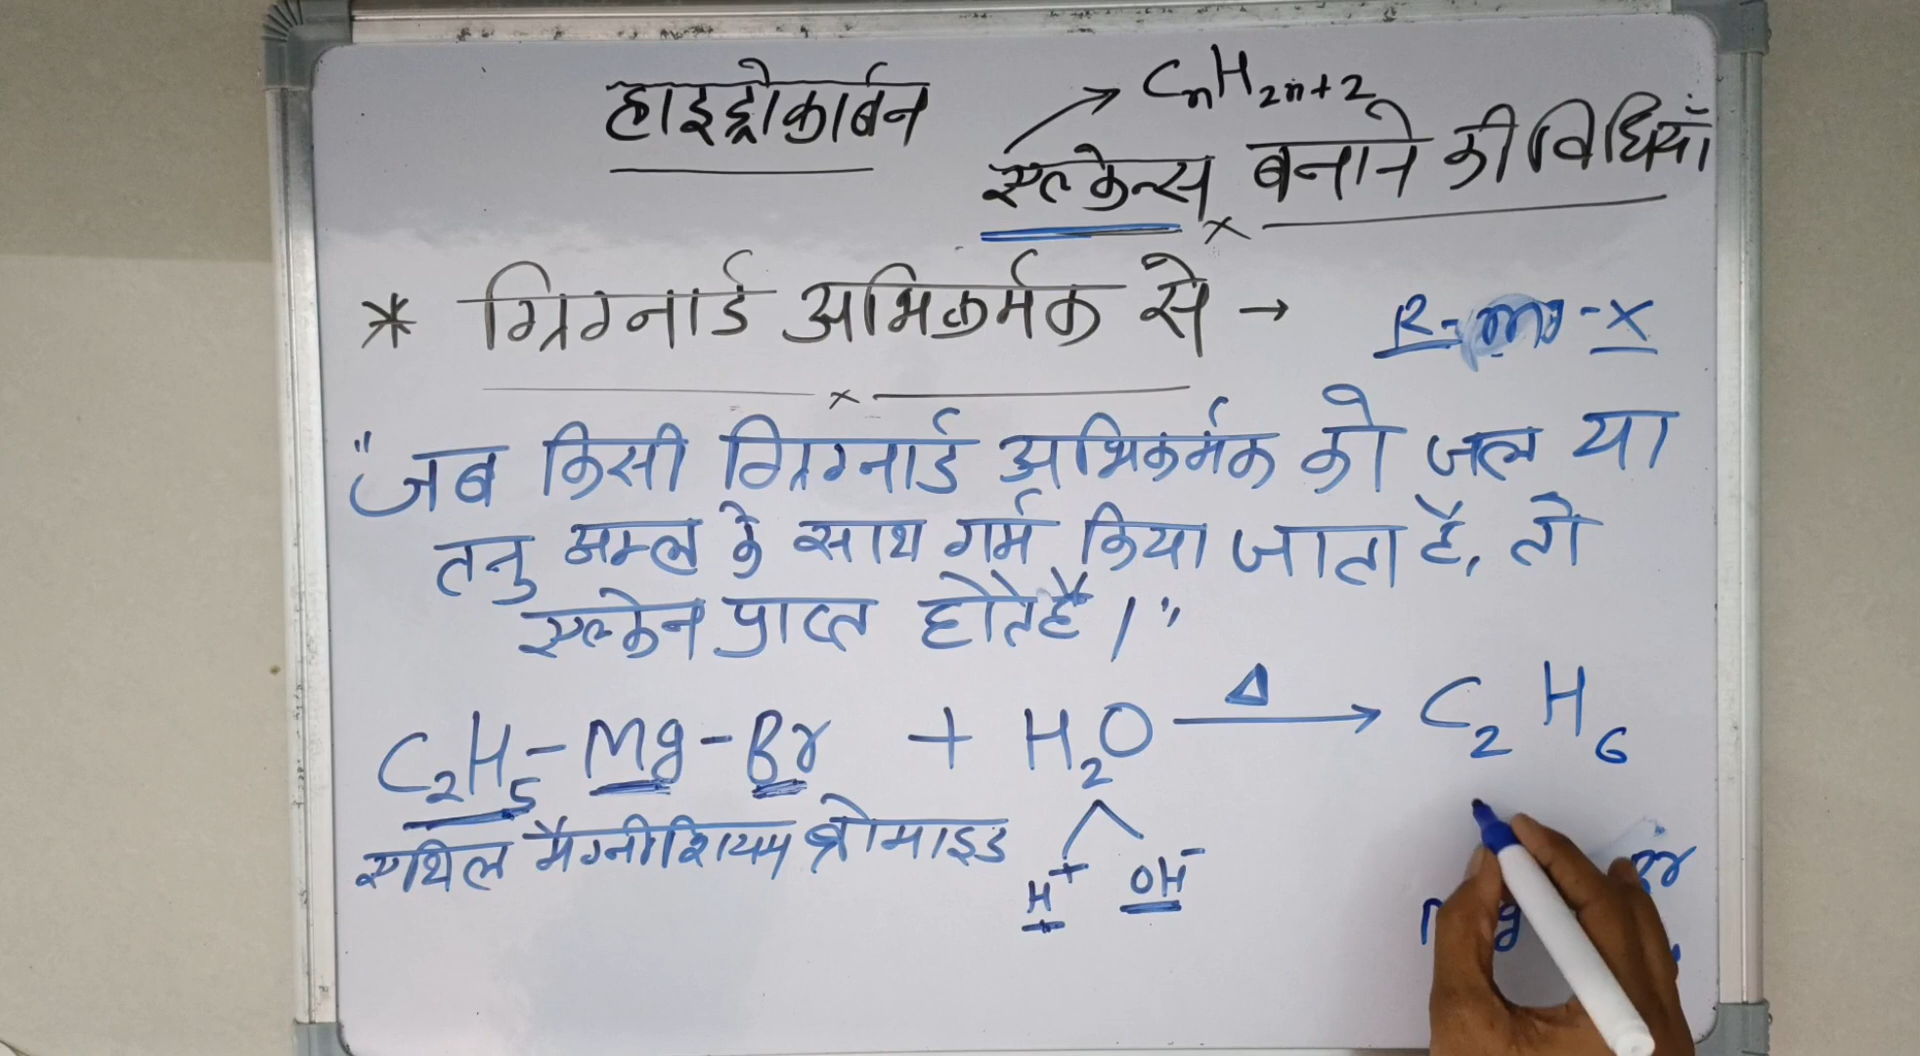 हाइड्रोकार्बन
CnH2n+2
एल्केन्स बनाने की विधियाँ
* ग्रिग्नार्ड अभिकर्मक से → R-Mg-X
"जब किसी ग्रिग्नार्ड अभिकर्मक को जल या
तनु अम्ल के साथ गर्म किया जाता है, तो
एल्केन प्राप्त होते है।"
C2H5-Mg-Br + H2O Δ→ C2H6
एथिल मैग्नीशियम ब्रोमाइड
H+ OH-